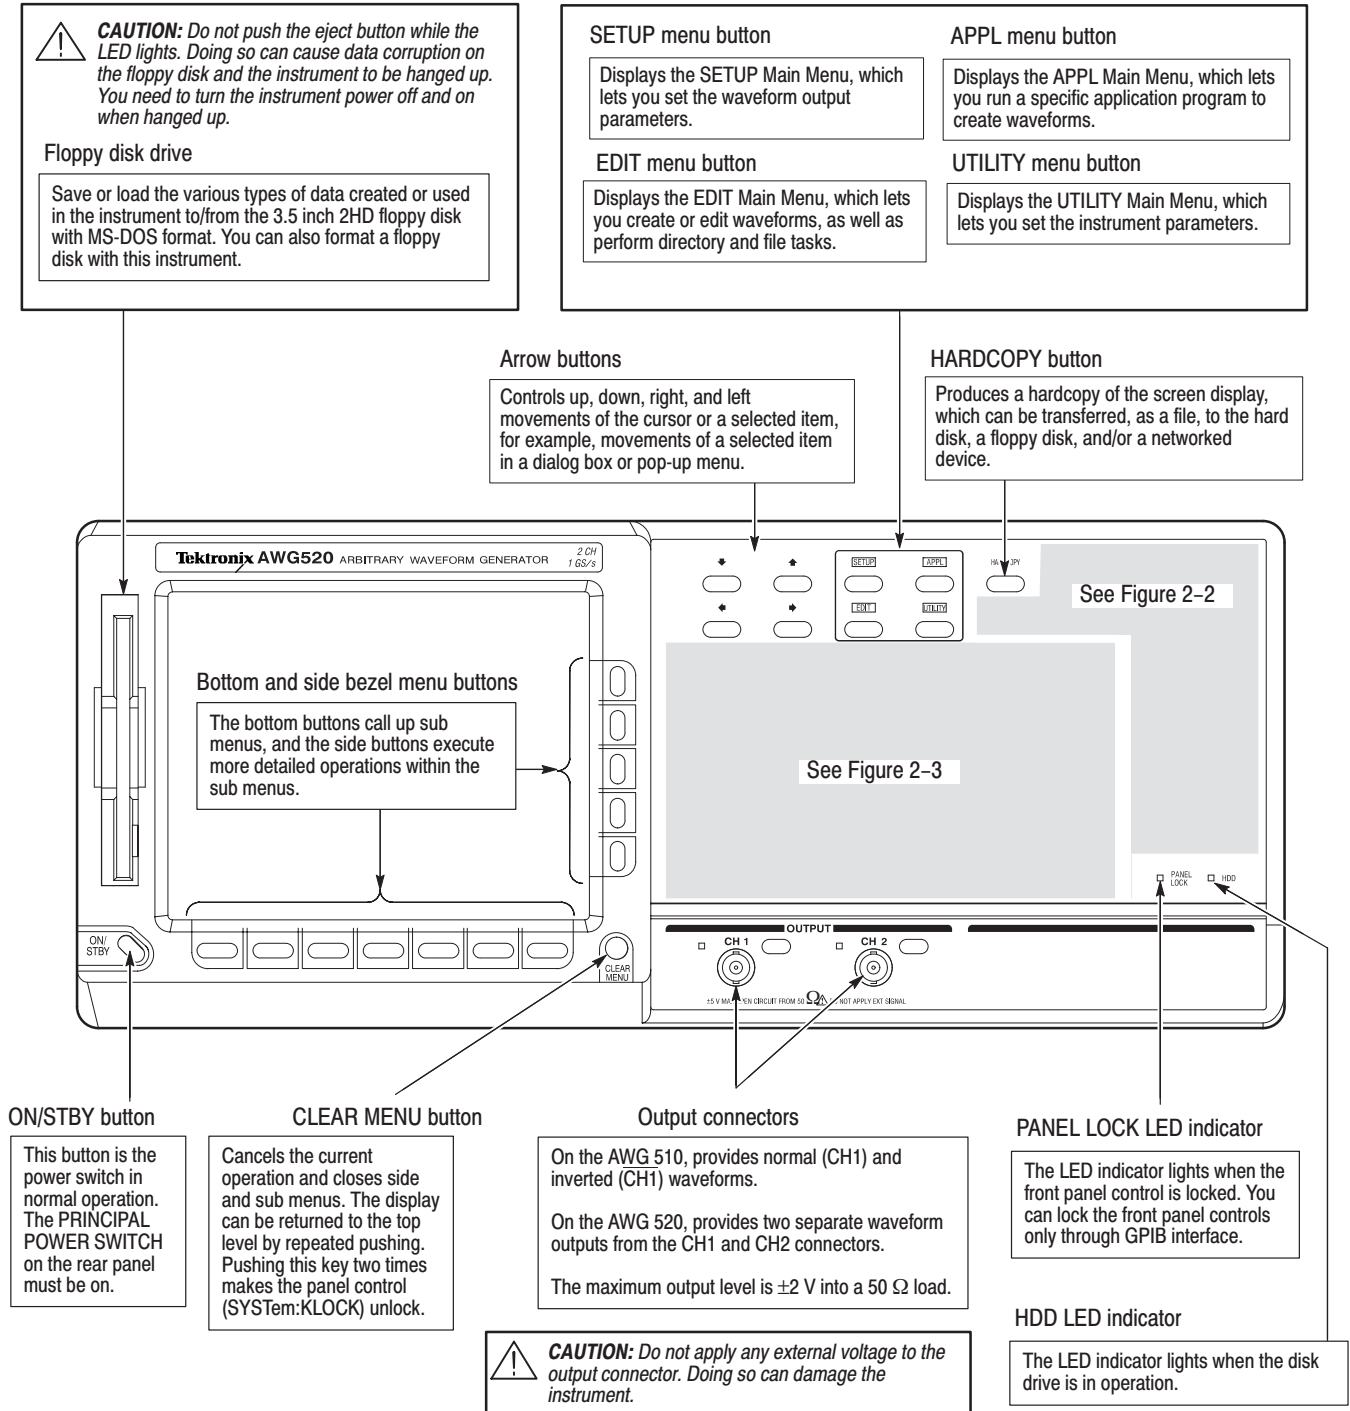 CAUTION: Do not push the eject button while the
LED lights. Doing so can cause data corruption on
the floppy disk and the instrument to be hanged up.
You need to turn the instrument power off and on
when hanged up.
Floppy disk drive
Save or load the various types of data created or used
in the instrument to/from the 3.5 inch 2HD floppy disk
with MS-DOS format. You can also format a floppy
disk with this instrument.
SETUP menu button
Displays the SETUP Main Menu, which
lets you set the waveform output
parameters.
EDIT menu button
Displays the EDIT Main Menu, which lets
you create or edit waveforms, as well as
perform directory and file tasks.
APPL menu button
Displays the APPL Main Menu, which lets
you run a specific application program to
create waveforms.
UTILITY menu button
Displays the UTILITY Main Menu, which
lets you set the instrument parameters.
Arrow buttons
Controls up, down, right, and left
movements of the cursor or a selected item,
for example, movements of a selected item
in a dialog box or pop-up menu.
HARDCOPY button
Produces a hardcopy of the screen display,
which can be transferred, as a file, to the hard
disk, a floppy disk, and/or a networked
device.
Tektronix AWG520 ARBITRARY WAVEFORM GENERATOR
2 CH
1 GS/s
SETUP
APPL
EDIT
UTILITY
See Figure 2–2
Bottom and side bezel menu buttons
The bottom buttons call up sub
menus, and the side buttons execute
more detailed operations within the
sub menus.
See Figure 2–3
PANEL
LOCK
HDD
ON/
STBY
CLEAR
MENU
OUTPUT
CH 1
CH 2
±5 V OPEN CIRCUIT FROM 50 Ω NOT APPLY EXT SIGNAL
ON/STBY button
This button is the
power switch in
normal operation.
The PRINCIPAL
POWER SWITCH
on the rear panel
must be on.
CLEAR MENU button
Cancels the current
operation and closes side
and sub menus. The display
can be returned to the top
level by repeated pushing.
Pushing this key two times
makes the panel control
(SYSTem:KLOCK) unlock.
Output connectors
On the AWG 510, provides normal (CH1) and
inverted (C̅H̅1̅) waveforms.
On the AWG 520, provides two separate waveform
outputs from the CH1 and CH2 connectors.
The maximum output level is ±2 V into a 50 Ω load.
CAUTION: Do not apply any external voltage to the
output connector. Doing so can damage the
instrument.
PANEL LOCK LED indicator
The LED indicator lights when the
front panel control is locked. You
can lock the front panel controls
only through GPIB interface.
HDD LED indicator
The LED indicator lights when the disk
drive is in operation.